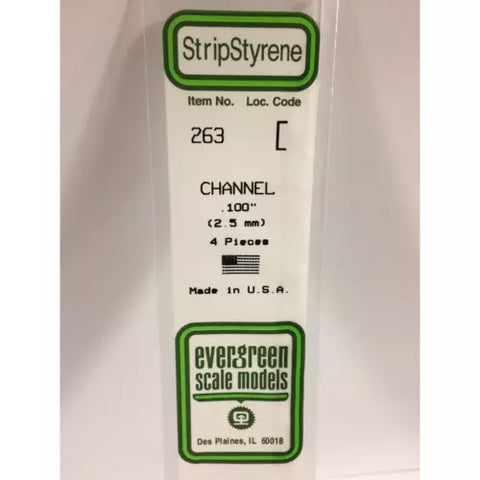 StripStyrene
Item No. Loc. Code
263 [
CHANNEL
.100"
(2.5 mm)
4 Pieces
Made in U.S.A.
evergreen
scale models
Des Plaines, IL 60018